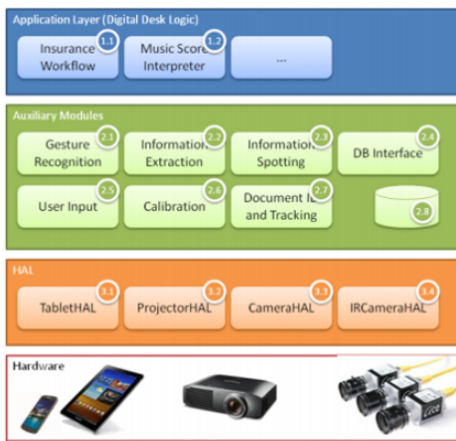 Application Layer (Digital Desk Logic)
1.1
1.2
Insurance
Workflow
Music Score
Interpreter
...
Auxiliary Modules
2.1
2.2
2.3
2.4
Gesture
Recognition
Information
Extraction
Information
Spotting
DB Interface
2.5
2.6
2.7
User Input
Calibration
Document
and Tracking
2.8
HAL
3.1
3.2
3.3
3.4
TabletHAL
ProjectorHAL
CameraHAL
IRCameraHAL
Hardware